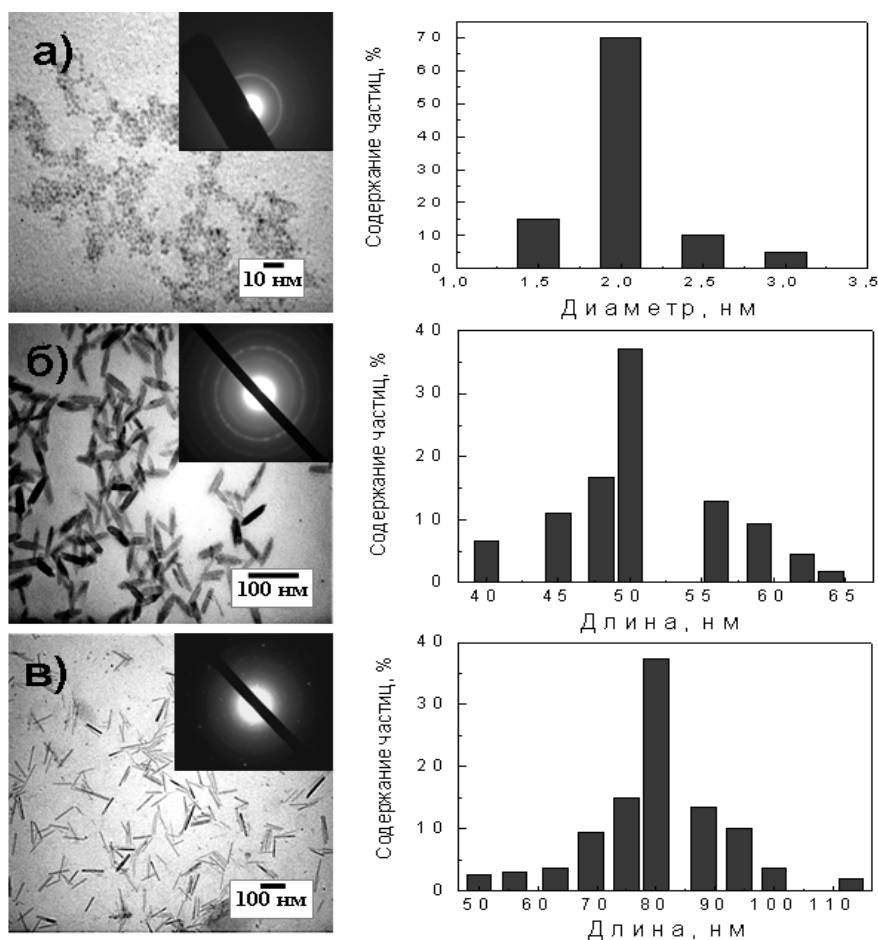 а)
10 нм
Содержание частиц, %
70
60
50
40
30
20
10
0
1,0 1,5 2,0 2,5 3,0 3,5
Диаметр, нм
б)
100 нм
Содержание частиц, %
40
30
20
10
0
40 45 50 55 60 65
Длина, нм
в)
100 нм
Содержание частиц, %
40
30
20
10
0
50 60 70 80 90 100 110
Длина, нм